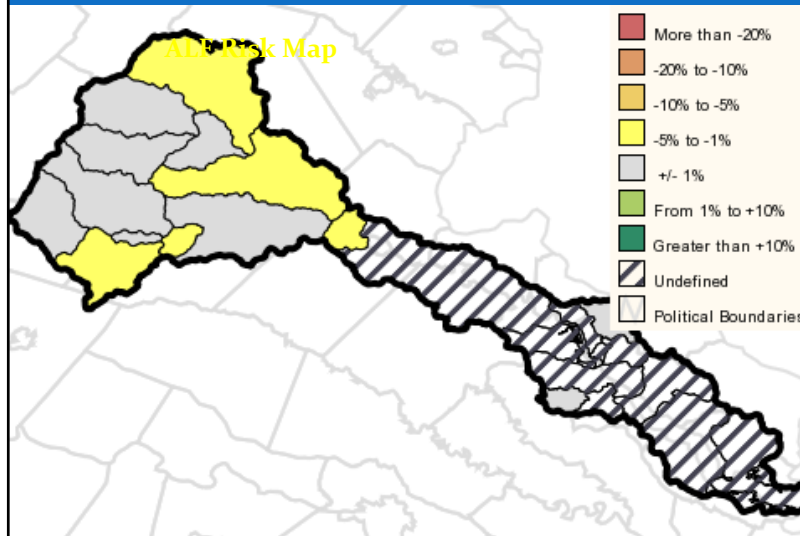 ALF Risk Map
More than -20%
-20% to -10%
-10% to -5%
-5% to -1%
+/- 1%
From 1% to +10%
Greater than +10%
Undefined
Political Boundaries